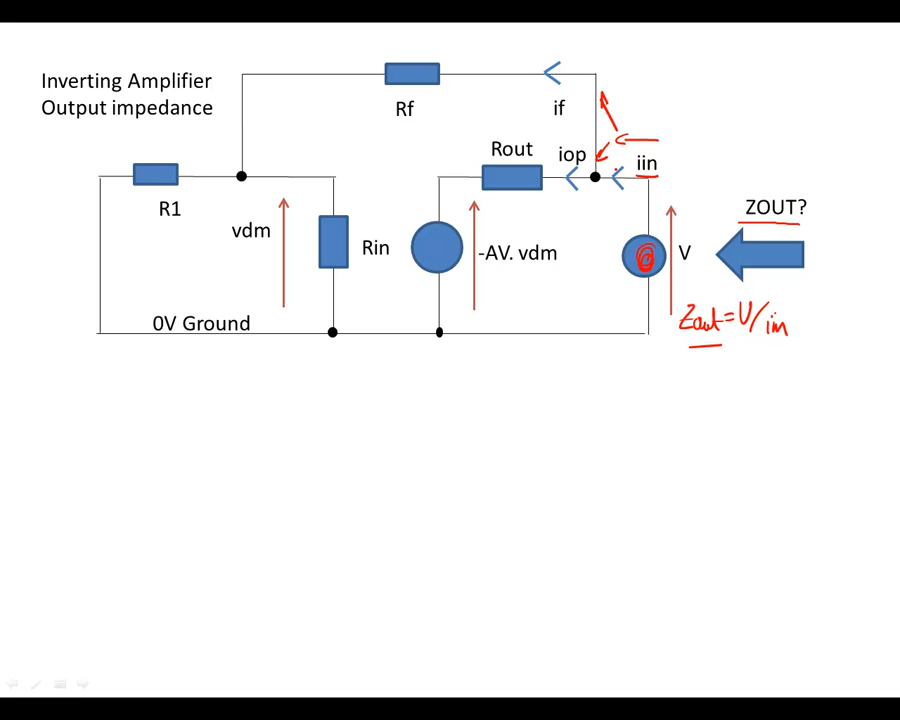 Inverting Amplifier
Output impedance
Rf
if
Rout
iop
iin
R1
vdm
Rin
-AV. vdm
V
ZOUT?
0V Ground
Zout=V/iin